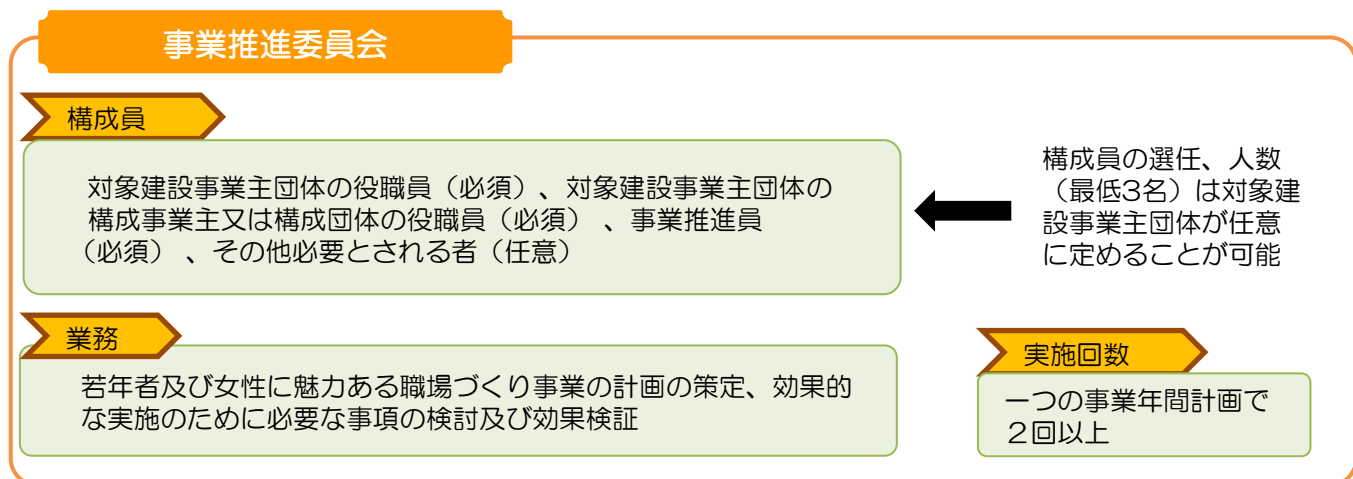 事業推進委員会
構成員
対象建設事業主団体の役職員（必須）、対象建設事業主団体の
構成事業主又は構成団体の役職員（必須） 、事業推進員
（必須） 、その他必要とされる者（任意）
構成員の選任、人数
（最低3名）は対象建
設事業主団体が任意
に定めることが可能
業務
若年者及び女性に魅力ある職場づくり事業の計画の策定、効果的
な実施のために必要な事項の検討及び効果検証
実施回数
一つの事業年間計画で
２回以上